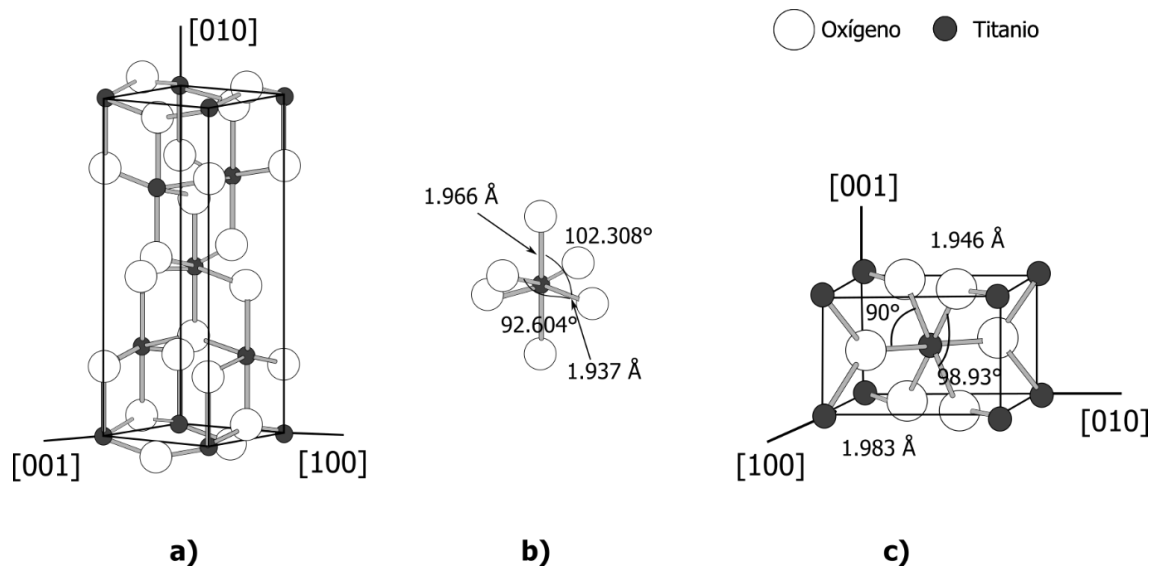 [010]
Oxígeno
Titanio
1.966 Å
102.308°
92.604°
1.937 Å
[001]
1.946 Å
90°
98.93°
[010]
[100]
1.983 Å
[001]
[100]
a)
b)
c)